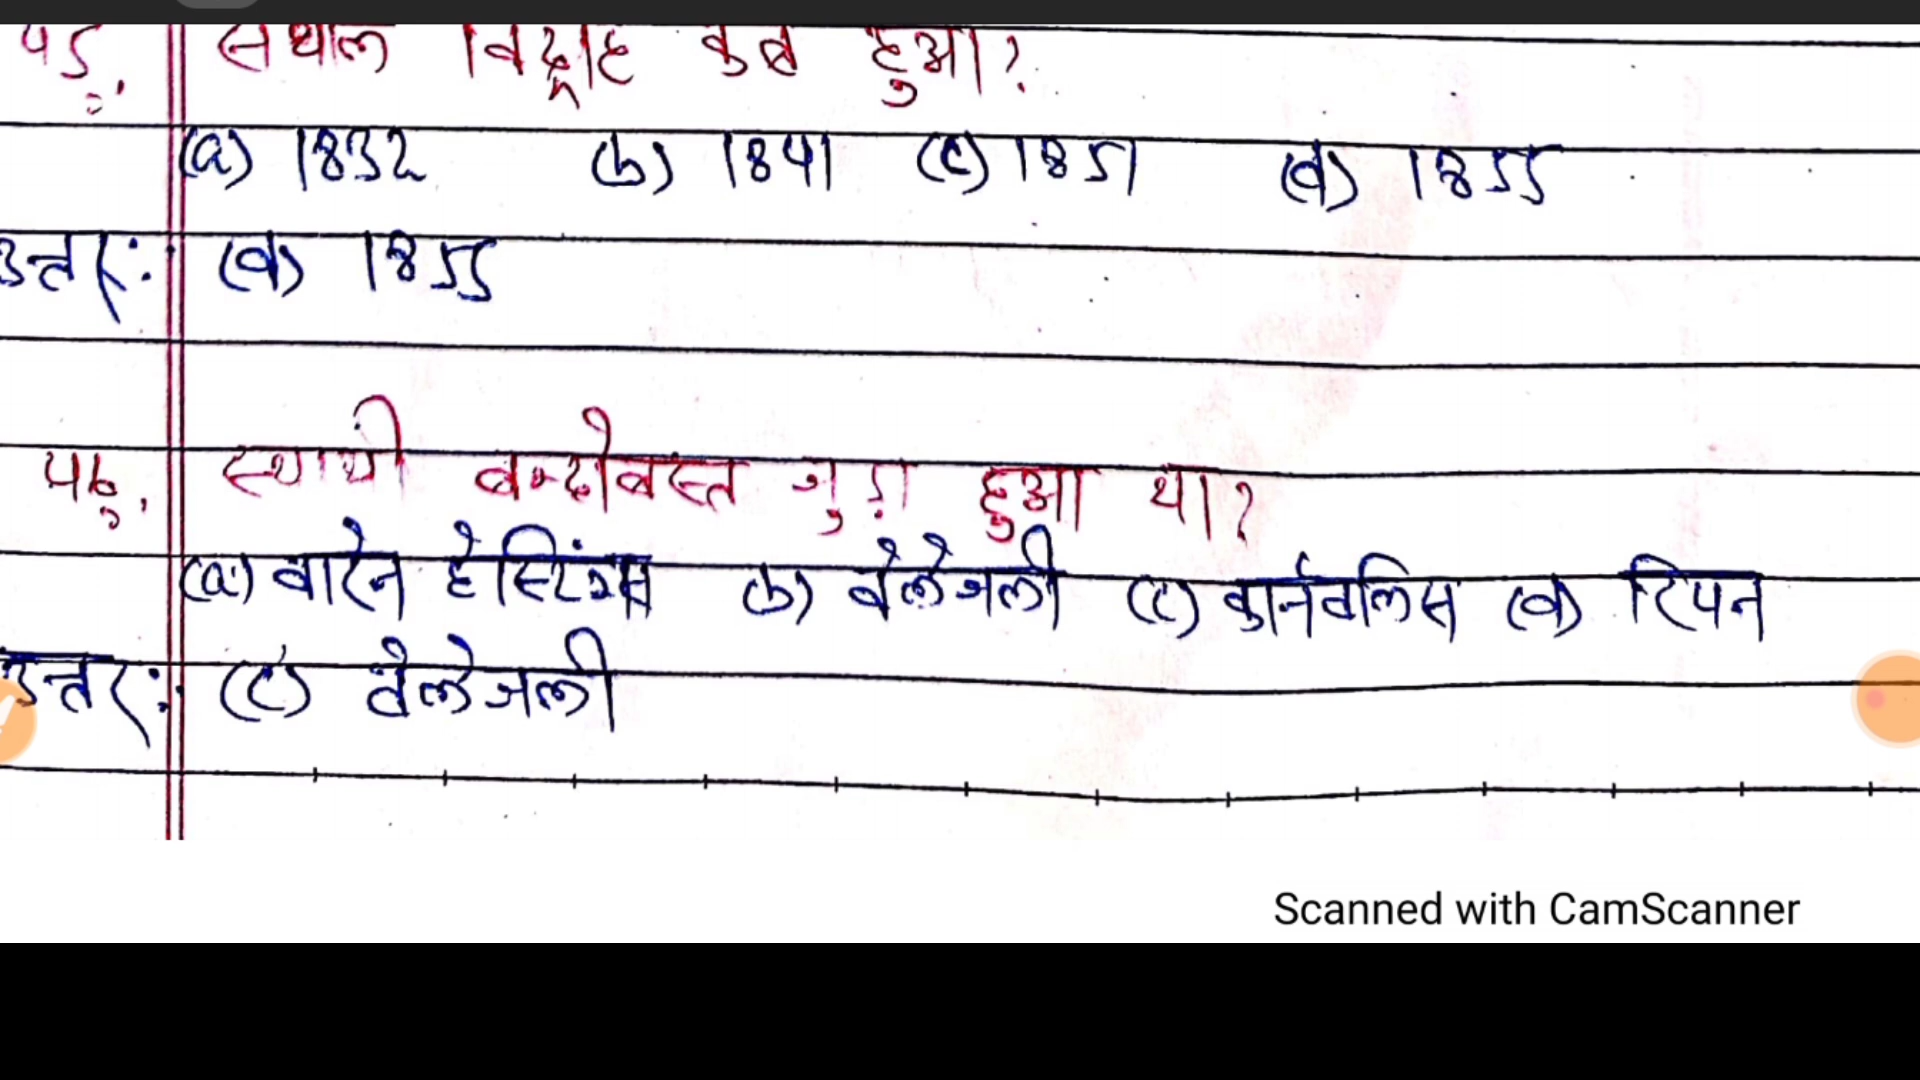 45. संथाल विद्रोह कब हुआ?
(a) 1832 (b) 1841 (c) 1851 (d) 1855
उत्तर: (d) 1855
46. स्थायी बन्दोबस्त जुड़ा हुआ था?
(a) वारेन हेस्टिंग्स (b) वेलेजली (c) कार्नवलिस (d) रिपन
उत्तर: (c) वेलेजली
Scanned with CamScanner